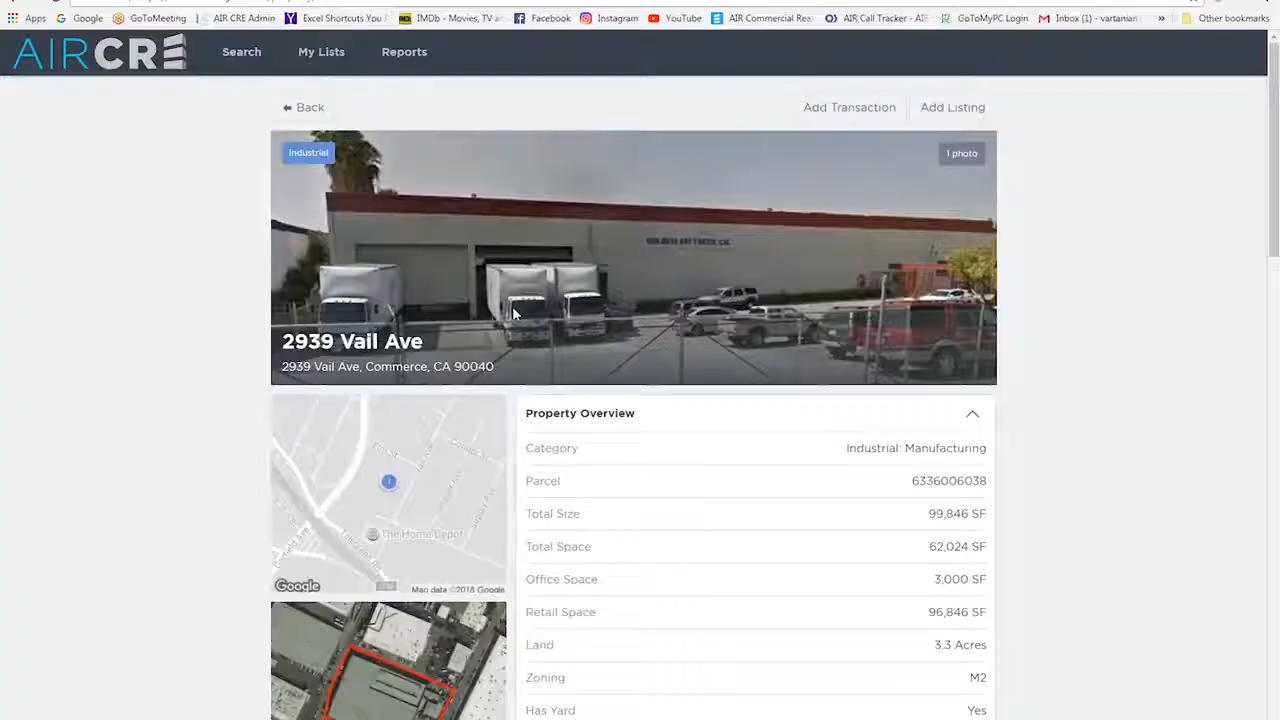 Apps Google GoToMeeting AIR CRE Admin Excel Shortcuts You IMDb - Movies, TV a Facebook Instagram YouTube AIR Commercial Rea AIR Call Tracker - AI GoToMyPC Login Inbox (1) - vartanian » Other bookmarks
AIRCRE Search My Lists Reports
Back Add Transaction Add Listing
Industrial 1 photo
2939 Vail Ave
2939 Vail Ave, Commerce, CA 90040
Property Overview
Category Industrial: Manufacturing
Parcel 6336006038
Total Size 99,846 SF
The Home Depot
Total Space 62,024 SF
Office Space 3,000 SF
Google Map data ©2018 Google
Retail Space 96,846 SF
Land 3.3 Acres
Zoning M2
Has Yard Yes